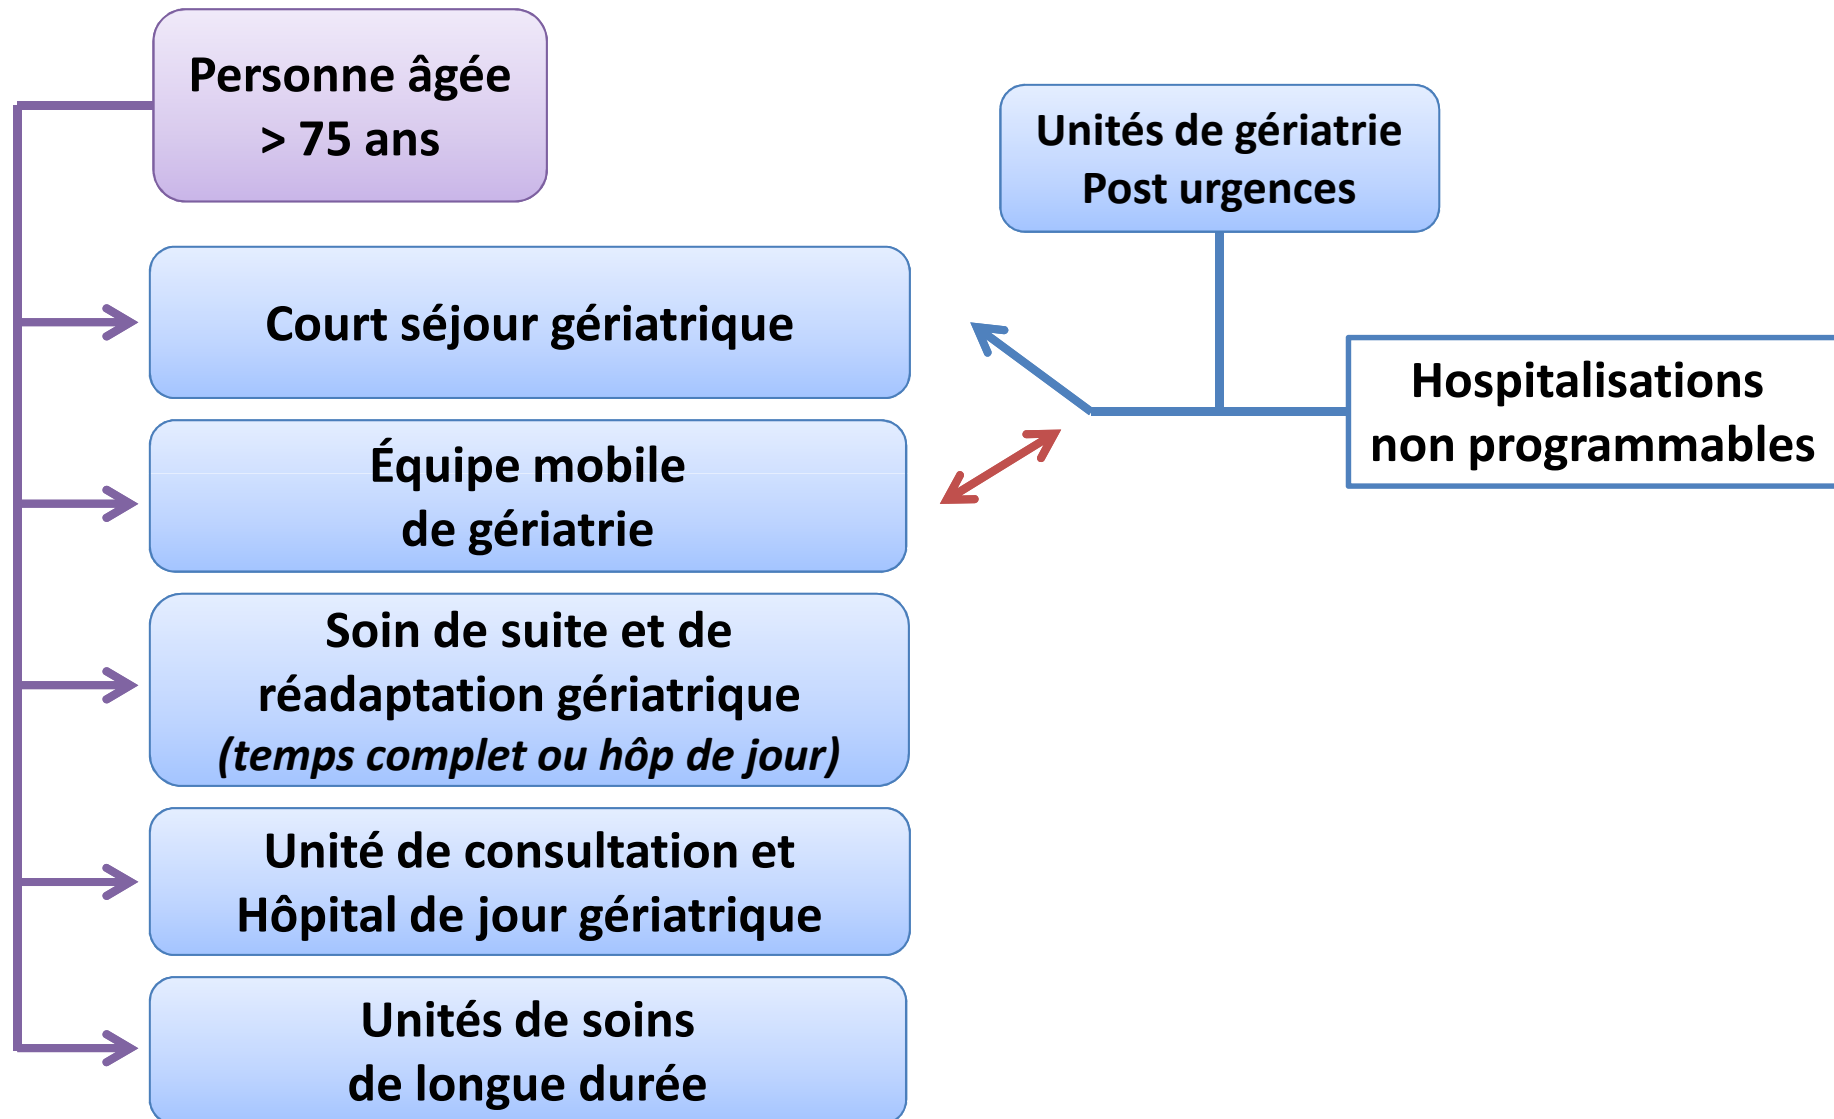 Personne âgée
> 75 ans
Unités de gériatrie
Post urgences
Court séjour gériatrique
Hospitalisations
non programmables
Équipe mobile
de gériatrie
Soin de suite et de
réadaptation gériatrique
(temps complet ou hôp de jour)
Unité de consultation et
Hôpital de jour gériatrique
Unités de soins
de longue durée